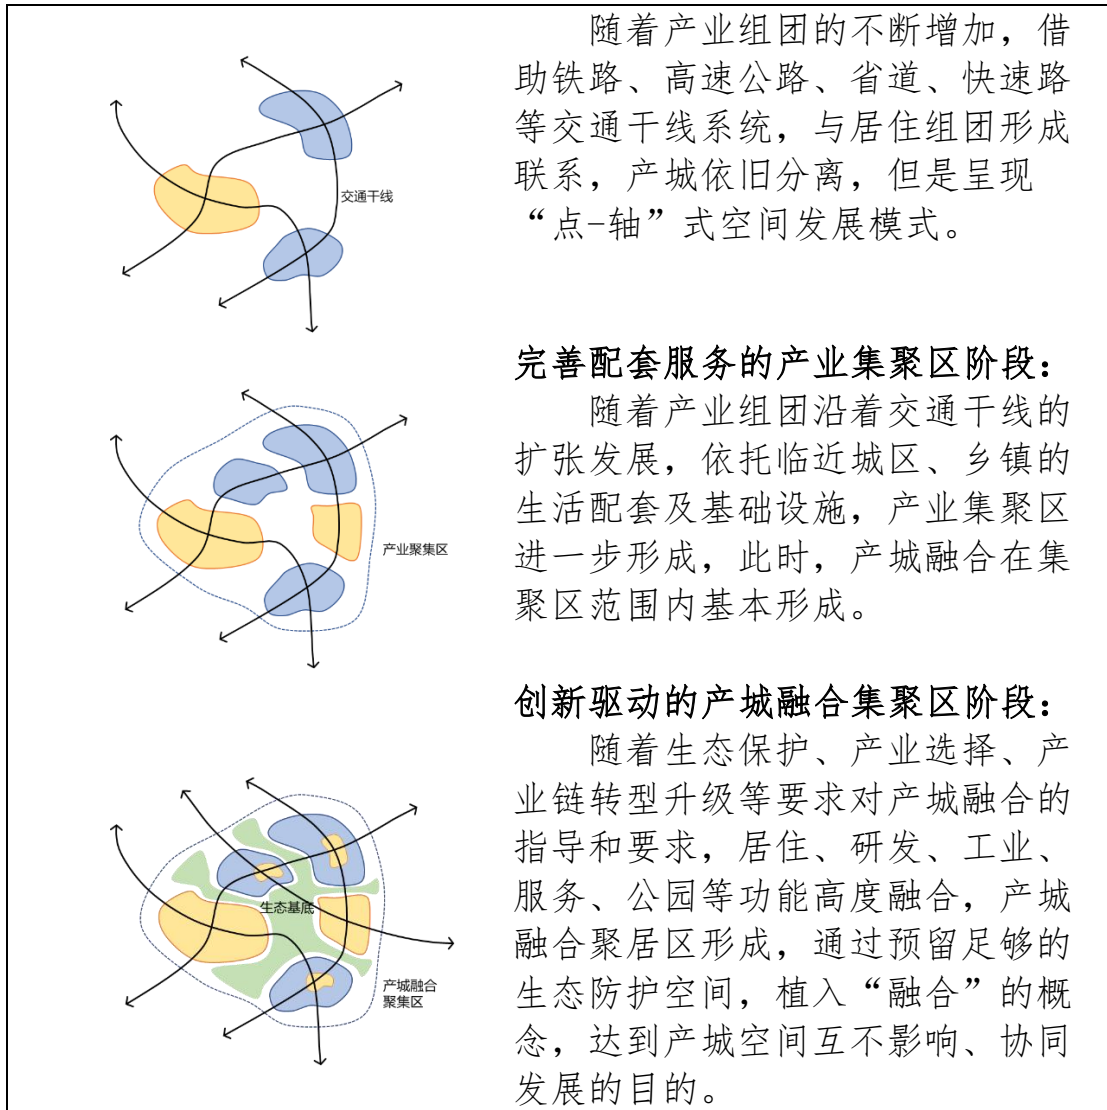 随着产业组团的不断增加，借
助铁路、高速公路、省道、快速路
等交通干线系统，与居住组团形成
联系，产城依旧分离，但是呈现
“点-轴”式空间发展模式。
交通干线
完善配套服务的产业集聚区阶段：
随着产业组团沿着交通干线的
扩张发展，依托临近城区、乡镇的
生活配套及基础设施，产业集聚区
进一步形成，此时，产城融合在集
聚区范围内基本形成。
产业聚集区
创新驱动的产城融合集聚区阶段：
随着生态保护、产业选择、产
业链转型升级等要求对产城融合的
指导和要求，居住、研发、工业、
服务、公园等功能高度融合，产城
融合聚居区形成，通过预留足够的
生态防护空间，植入“融合”的概
念，达到产城空间互不影响、协同
发展的目的。
生态基底
产城融合
聚集区